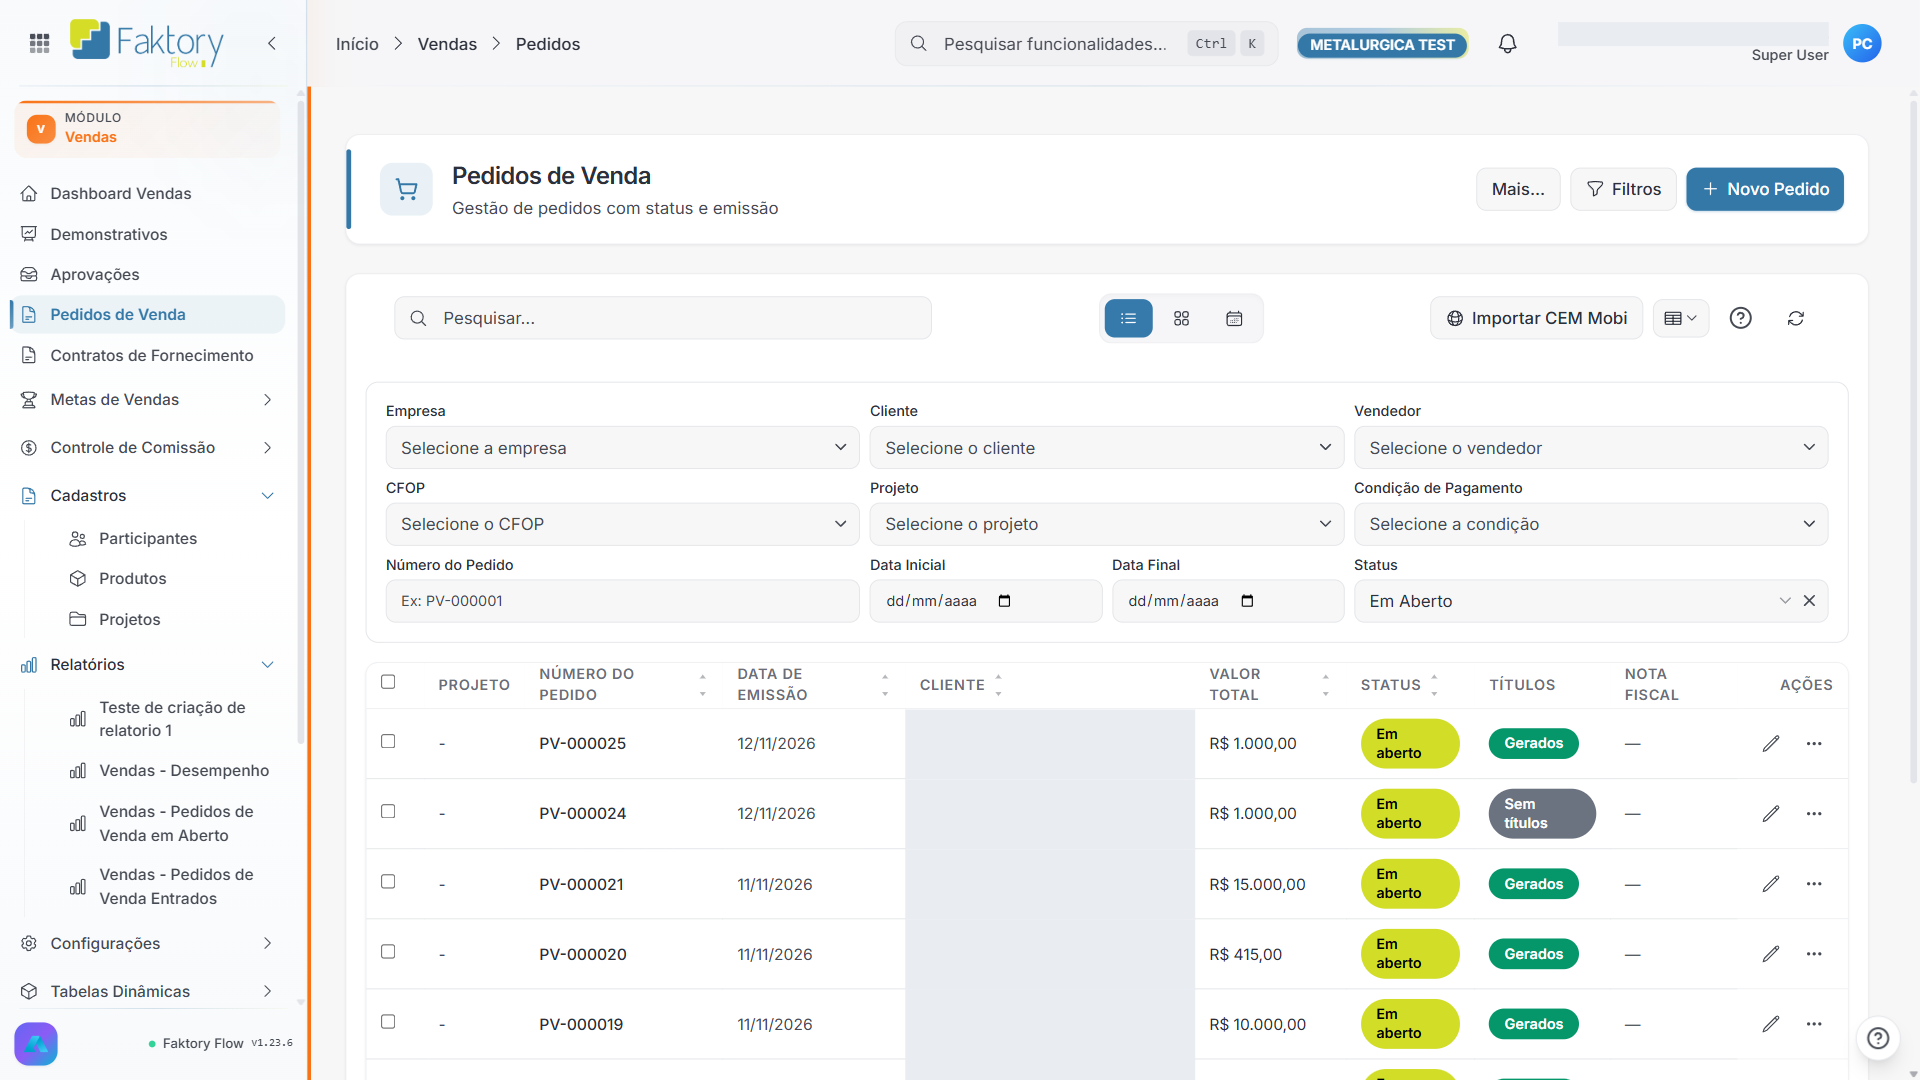 Faktory
Flow
Início > Vendas > Pedidos
Pesquisar funcionalidades...
Ctrl K
METALURGICA TEST
Super User
PC
V
MÓDULO
Vendas
Dashboard Vendas
Demonstrativos
Aprovações
Pedidos de Venda
Contratos de Fornecimento
Metas de Vendas
Controle de Comissão
Cadastros
Participantes
Produtos
Projetos
Relatórios
Teste de criação de
relatorio 1
Vendas - Desempenho
Vendas - Pedidos de
Venda em Aberto
Vendas - Pedidos de
Venda Entrados
Configurações
Tabelas Dinâmicas
Faktory Flow v1.23.6
Pedidos de Venda
Gestão de pedidos com status e emissão
Mais...
Filtros
Novo Pedido
Pesquisar...
Importar CEM Mobi
Empresa
Selecione a empresa
Cliente
Selecione o cliente
Vendedor
Selecione o vendedor
CFOP
Selecione o CFOP
Projeto
Selecione o projeto
Condição de Pagamento
Selecione a condição
Número do Pedido
Ex: PV-000001
Data Inicial
dd/mm/aaaa
Data Final
dd/mm/aaaa
Status
Em Aberto
PROJETO
NÚMERO DO
PEDIDO
DATA DE
EMISSÃO
CLIENTE
VALOR
TOTAL
STATUS
TÍTULOS
NOTA
FISCAL
AÇÕES
- PV-000025 12/11/2026 R$ 1.000,00 Em
aberto
Gerados —
- PV-000024 12/11/2026 R$ 1.000,00 Em
aberto
Sem
títulos
—
- PV-000021 11/11/2026 R$ 15.000,00 Em
aberto
Gerados —
- PV-000020 11/11/2026 R$ 415,00 Em
aberto
Gerados —
- PV-000019 11/11/2026 R$ 10.000,00 Em
aberto
Gerados —